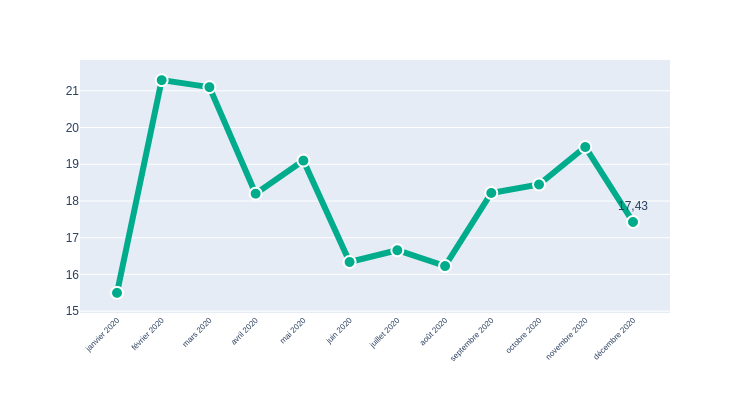 21
20
19
18
17
16
15
17,43
janvier 2020
février 2020
mars 2020
avril 2020
mai 2020
juin 2020
juillet 2020
août 2020
septembre 2020
octobre 2020
novembre 2020
décembre 2020